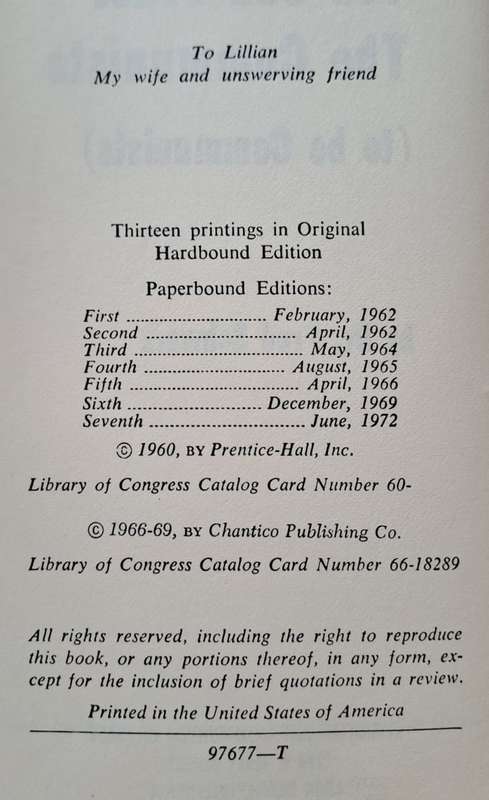 To Lillian
My wife and unswerving friend
Thirteen printings in Original
Hardbound Edition
Paperbound Editions:
First ............................ February, 1962
Second .............................. April, 1962
Third .................................. May, 1964
Fourth ............................ August, 1965
Fifth .................................. April, 1966
Sixth ........................... December, 1969
Seventh ............................... June, 1972
© 1960, BY Prentice-Hall, Inc.
Library of Congress Catalog Card Number 60-
© 1966-69, BY Chantico Publishing Co.
Library of Congress Catalog Card Number 66-18289
All rights reserved, including the right to reproduce
this book, or any portions thereof, in any form, ex-
cept for the inclusion of brief quotations in a review.
Printed in the United States of America
97677—T